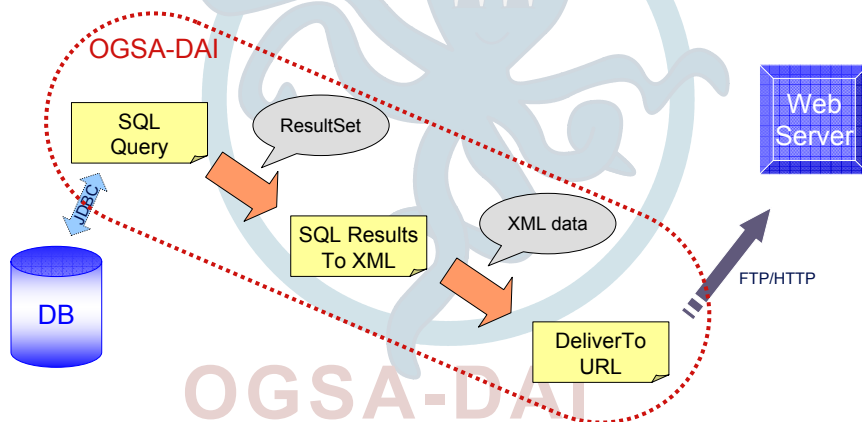 OGSA-DAI
SQL
Query
ResultSet
Web
Server
JDBC
SQL Results
To XML
XML data
FTP/HTTP
DB
DeliverTo
URL
OGSA-DAI